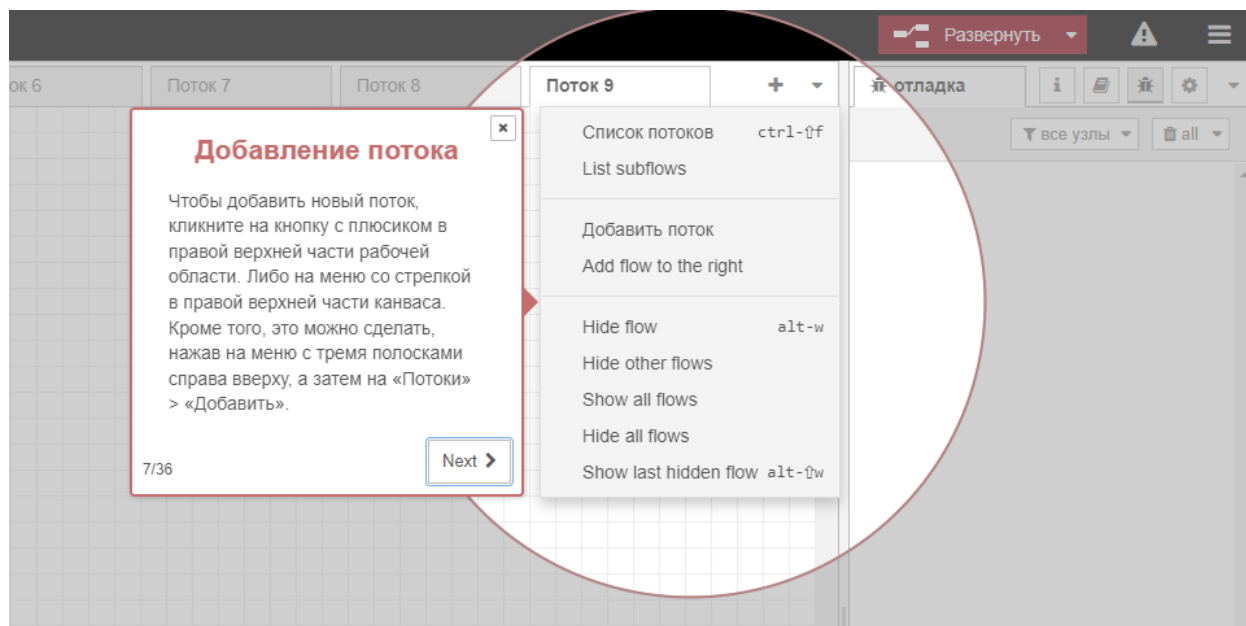 Развернуть
ок 6
Поток 7
Поток 8
Поток 9
отладка
все узлы
all
Добавление потока
Чтобы добавить новый поток,
кликните на кнопку с плюсиком в
правой верхней части рабочей
области. Либо на меню со стрелкой
в правой верхней части канваса.
Кроме того, это можно сделать,
нажав на меню с тремя полосками
справа вверху, а затем на «Потоки»
> «Добавить».
7/36
Next
Список потоков ctrl-⇧f
List subflows
Добавить поток
Add flow to the right
Hide flow alt-w
Hide other flows
Show all flows
Hide all flows
Show last hidden flow alt-⇧w